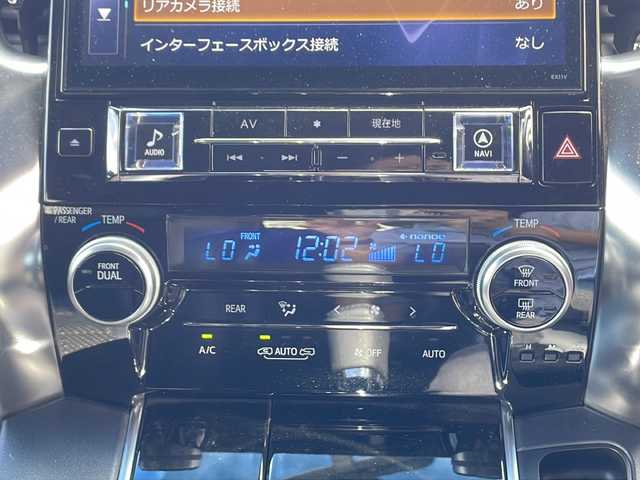 リアカメラ接続 あり
インターフェースボックス接続 なし
EX11V
AV * 現在地
AUDIO NAVI
PASSENGER
/REAR TEMP TEMP
FRONT
LO 12:02 nanoe LO
FRONT
DUAL
FRONT
REAR
REAR
A/C AUTO OFF AUTO
H M